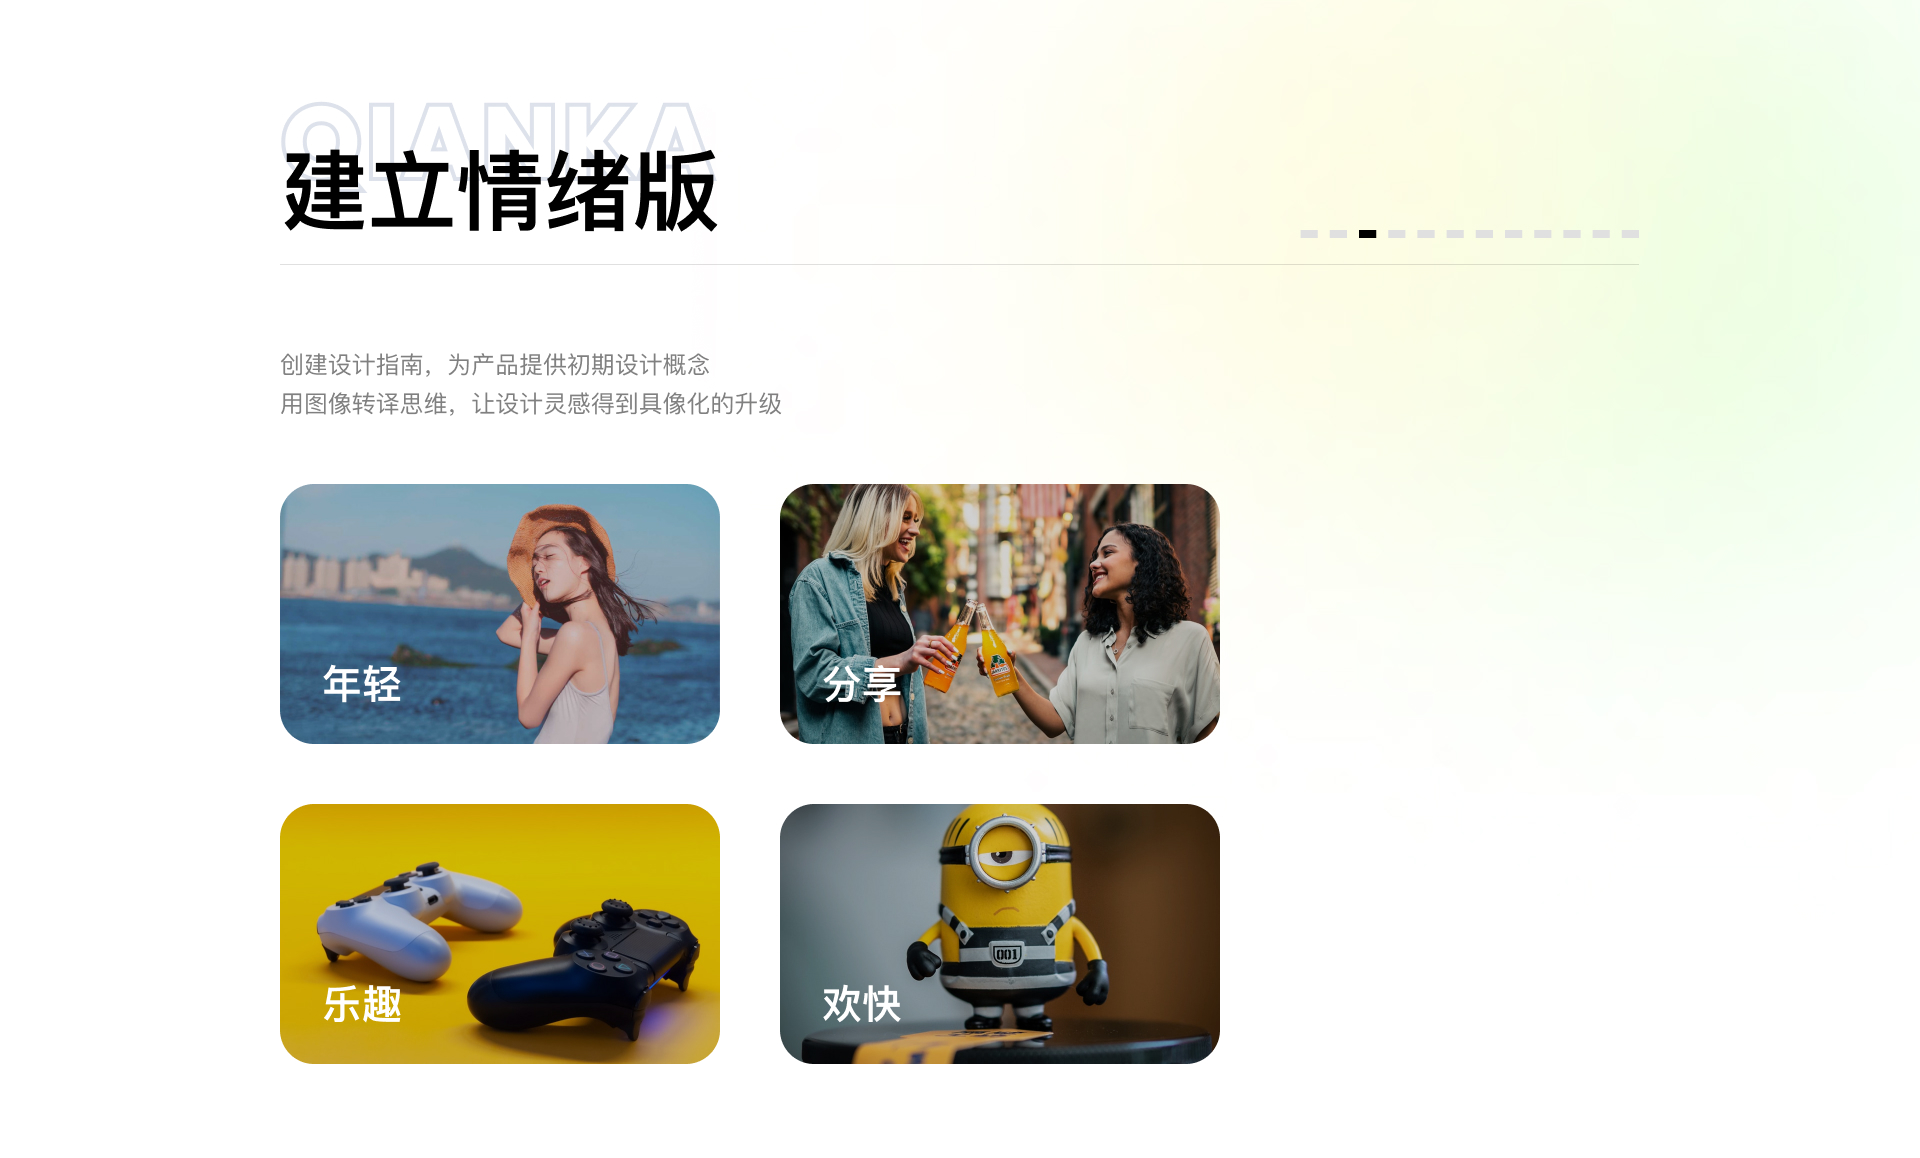 QIANKA
建立情绪版
创建设计指南，为产品提供初期设计概念
用图像转译思维，让设计灵感得到具像化的升级
年轻
分享
乐趣
欢快
001